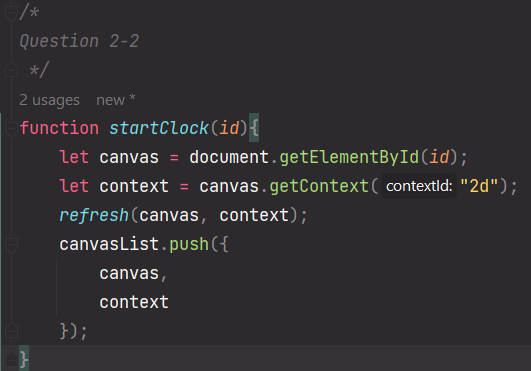 /*
Question 2-2
*/
2 usages new *
function startClock(id){
let canvas = document.getElementById(id);
let context = canvas.getContext( contextId: "2d");
refresh(canvas, context);
canvasList.push({
canvas,
context
});
}